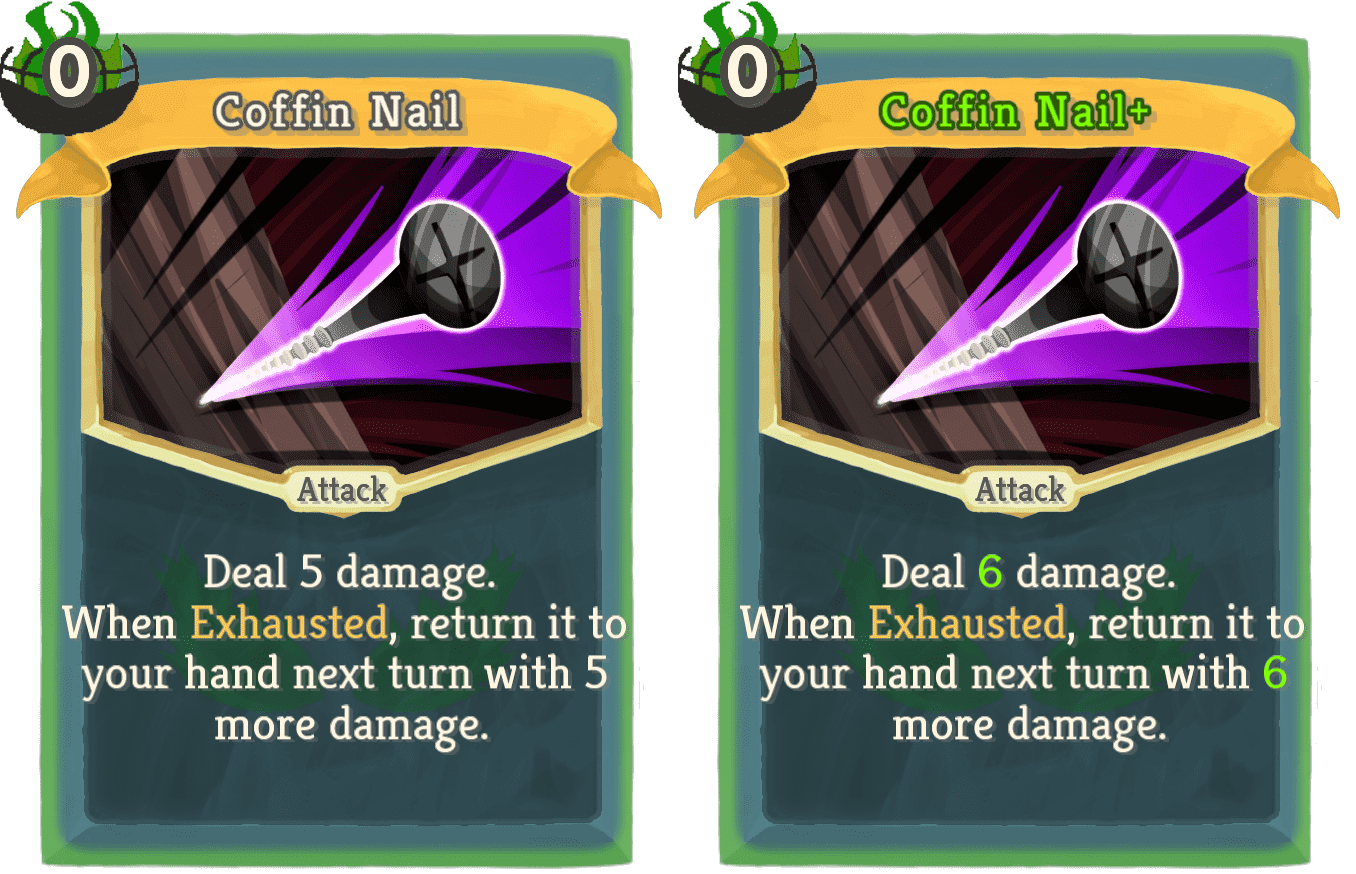 0
Coffin Nail
Attack
Deal 5 damage.
When Exhausted, return it to
your hand next turn with 5
more damage.
0
Coffin Nail+
Attack
Deal 6 damage.
When Exhausted, return it to
your hand next turn with 6
more damage.